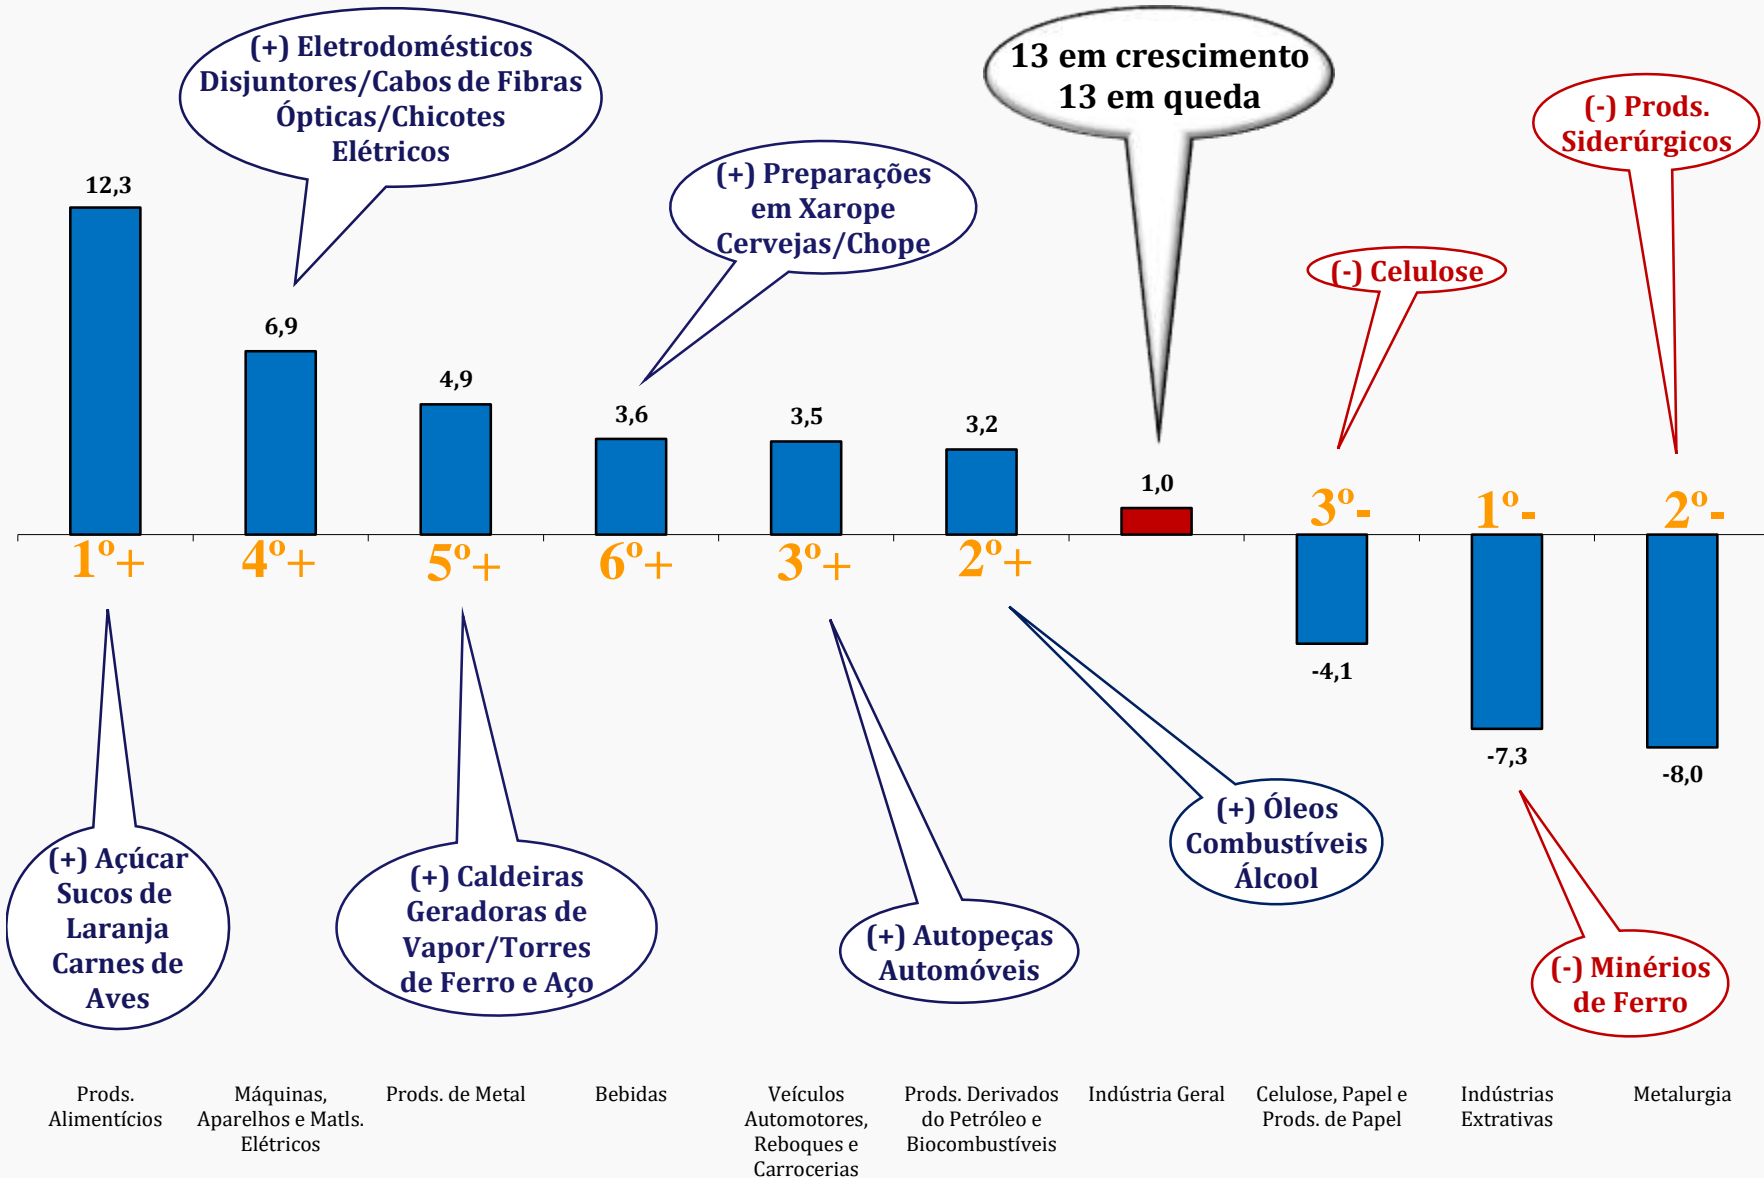 (+) Eletrodomésticos
Disjuntores/Cabos de Fibras
Ópticas/Chicotes
Elétricos
13 em crescimento
13 em queda
(-) Prods.
Siderúrgicos
(+) Preparações
em Xarope
Cervejas/Chope
(-) Celulose
12,3
6,9
4,9
3,6
3,5
3,2
1,0
3º-
1º-
2º-
1º+
4º+
5º+
6º+
3º+
2º+
-4,1
-7,3
-8,0
(+) Açúcar
Sucos de
Laranja
Carnes de
Aves
(+) Caldeiras
Geradoras de
Vapor/Torres
de Ferro e Aço
(+) Autopeças
Automóveis
(+) Óleos
Combustíveis
Álcool
(-) Minérios
de Ferro
Prods.
Alimentícios
Máquinas,
Aparelhos e Matls.
Elétricos
Prods. de Metal
Bebidas
Veículos
Automotores,
Reboques e
Carrocerias
Prods. Derivados
do Petróleo e
Biocombustíveis
Indústria Geral
Celulose, Papel e
Prods. de Papel
Indústrias
Extrativas
Metalurgia